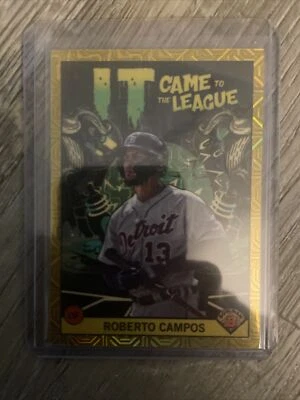 IT
CAME TO
THE LEAGUE
Detroit
13
ROBERTO CAMPOS